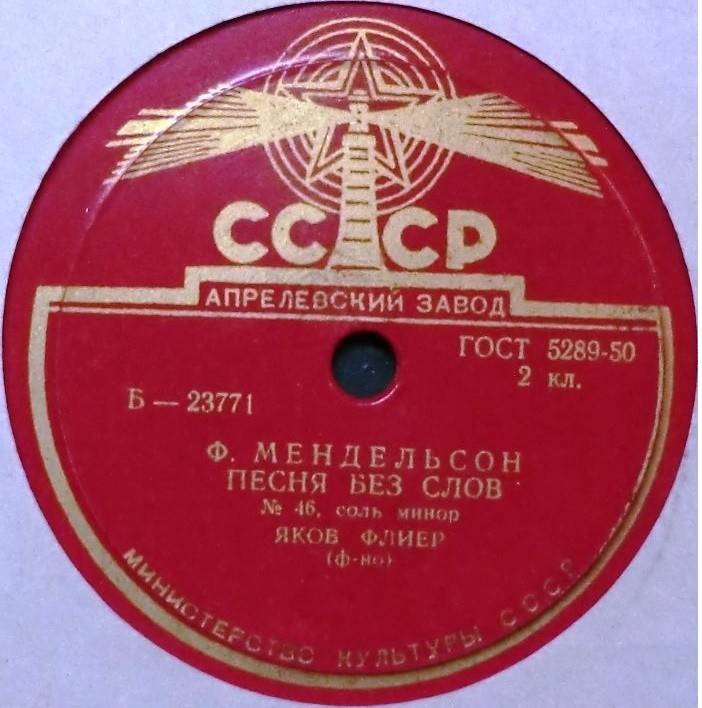 СССР
АПРЕЛЕВСКИЙ ЗАВОД
ГОСТ 5289-50
2 кл.
Б — 23771
Ф. МЕНДЕЛЬСОН
ПЕСНЯ БЕЗ СЛОВ
№ 46, соль минор
ЯКОВ ФЛИЕР
(ф-но)
МИНИСТЕРСТВО КУЛЬТУРЫ СССР